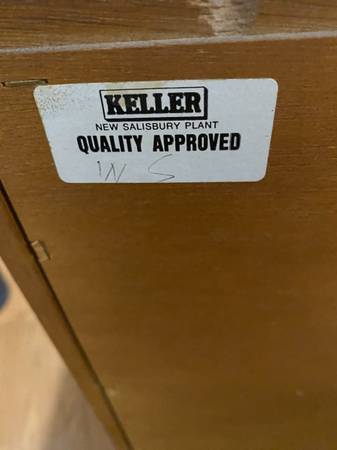 KELLER
NEW SALISBURY PLANT
QUALITY APPROVED